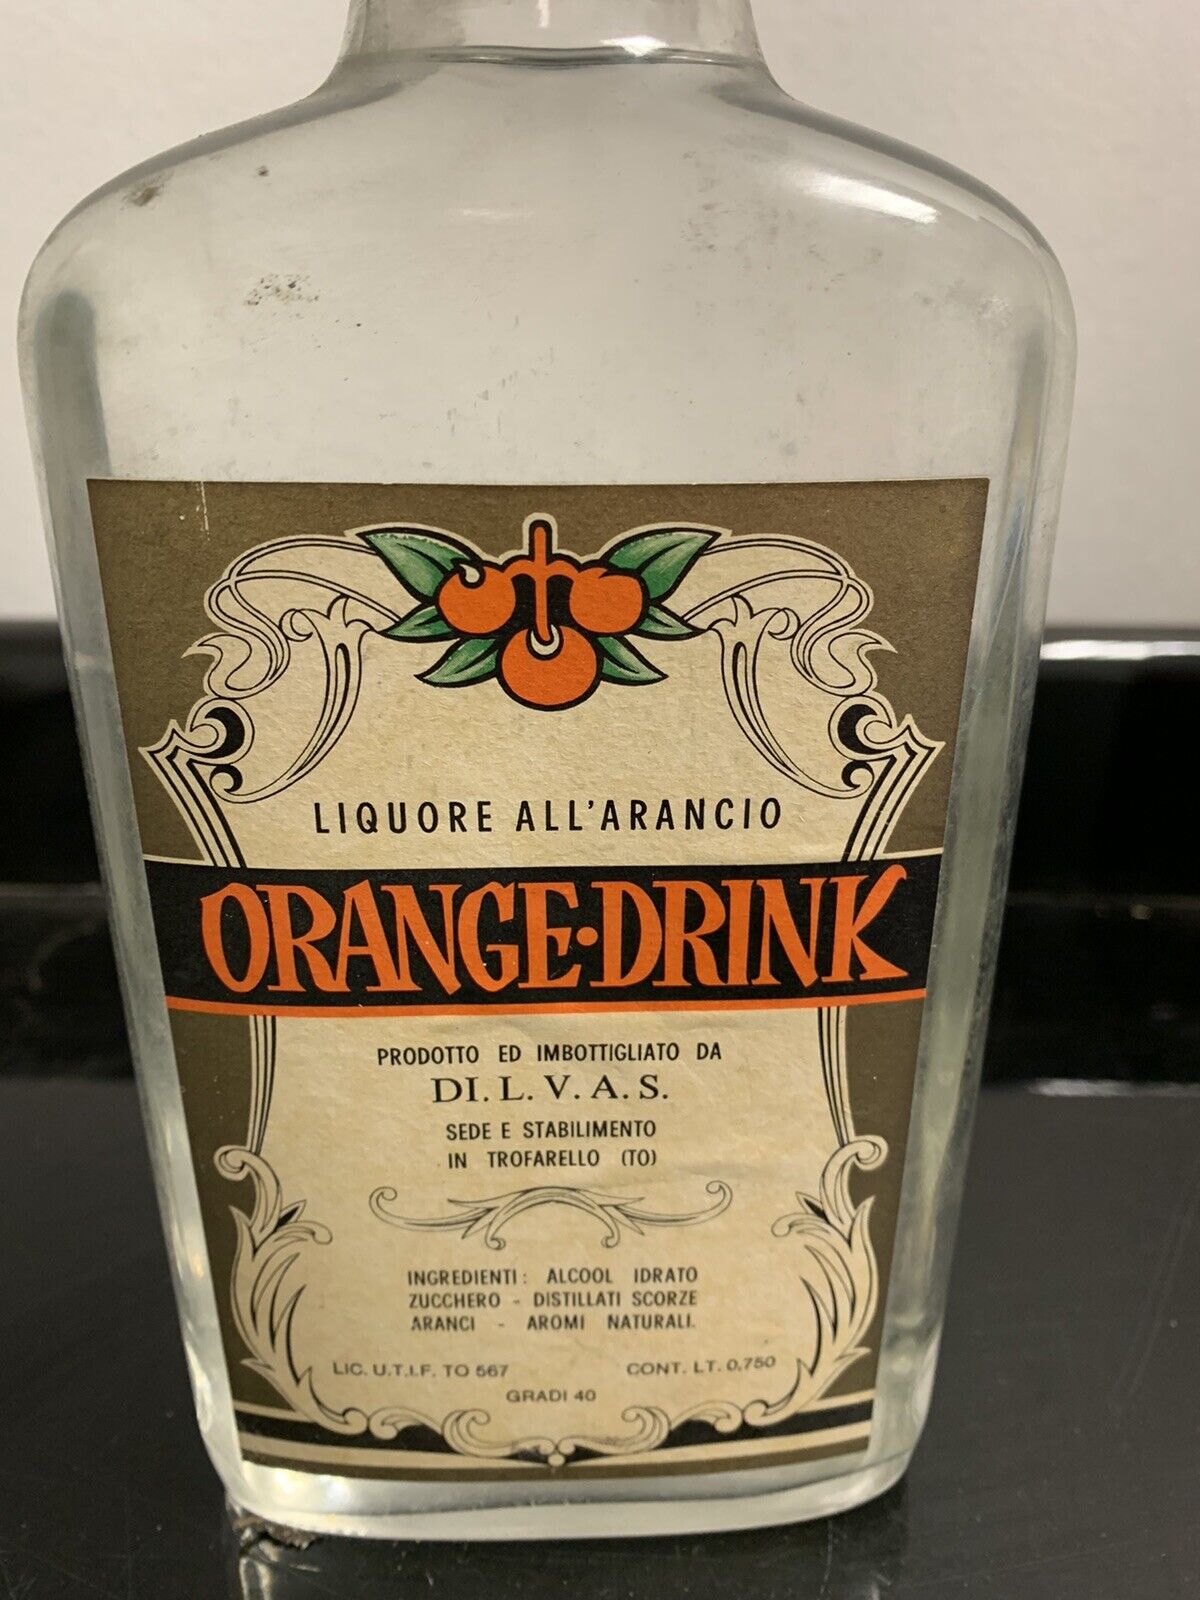 LIQUORE ALL'ARANCIO
ORANGE·DRINK
PRODOTTO ED IMBOTTIGLIATO DA
DI. L. V. A. S.
SEDE E STABILIMENTO
IN TROFARELLO (TO)
INGREDIENTI: ALCOOL IDRATO
ZUCCHERO - DISTILLATI SCORZE
ARANCI - AROMI NATURALI.
LIC. U.T.I.F. TO 567 CONT. LT. 0,750
GRADI 40